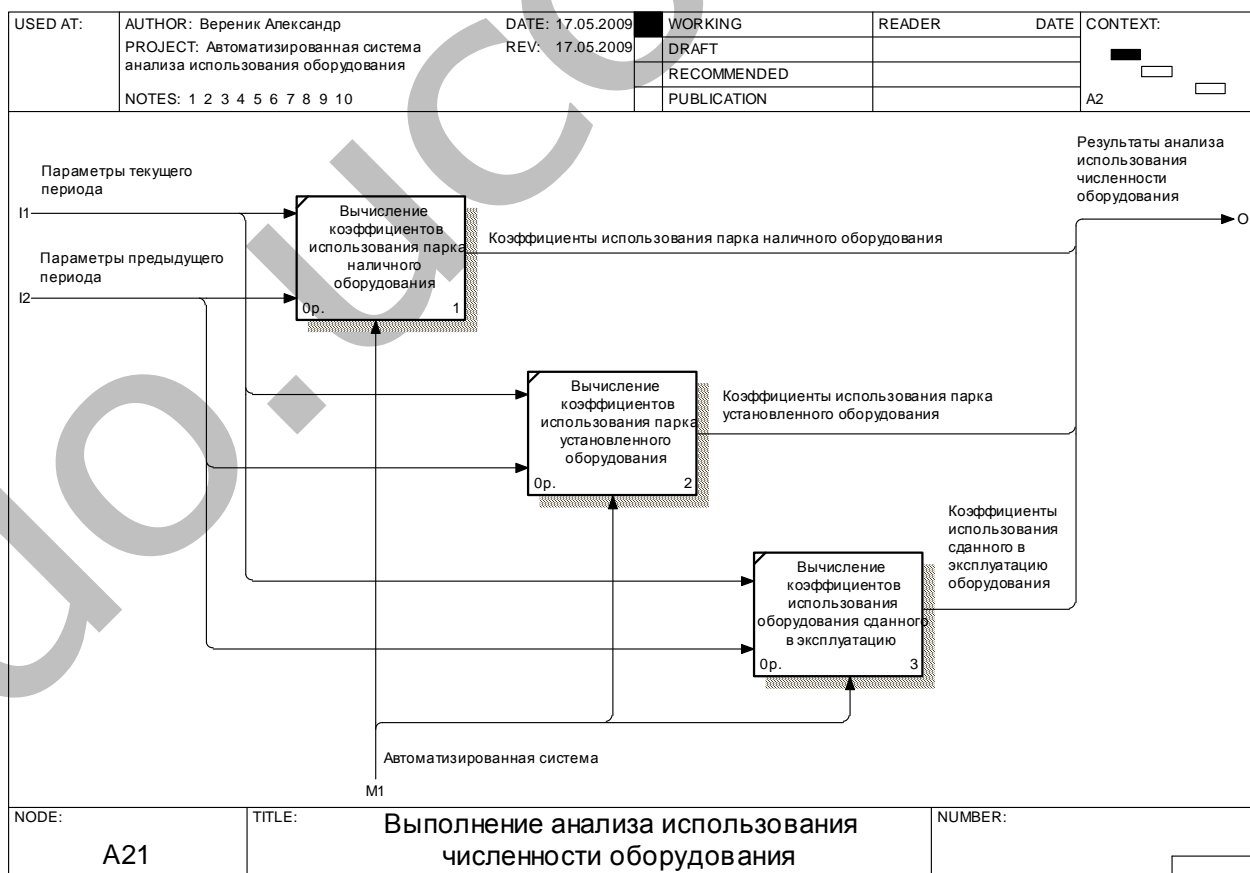 USED AT:
AUTHOR: Вереник Александр
DATE: 17.05.2009
PROJECT: Автоматизированная система
анализа использования оборудования
REV: 17.05.2009
NOTES: 1 2 3 4 5 6 7 8 9 10
WORKING
DRAFT
RECOMMENDED
PUBLICATION
READER DATE
CONTEXT:
A2
Параметры текущего
периода
I1
Параметры предыдущего
периода
I2
Вычисление
коэффициентов
использования парка
наличного
оборудования
0р. 1
Коэффициенты использования парка наличного оборудования
Результаты анализа
использования
численности
оборудования
O
Вычисление
коэффициентов
использования парка
установленного
оборудования
0р. 2
Коэффициенты использования парка
установленного оборудования
Вычисление
коэффициентов
использования
оборудования сданного
в эксплуатацию
0р. 3
Коэффициенты
использования
сданного в
эксплуатацию
оборудования
Автоматизированная система
M1
NODE:
A21
TITLE:
Выполнение анализа использования
численности оборудования
NUMBER: